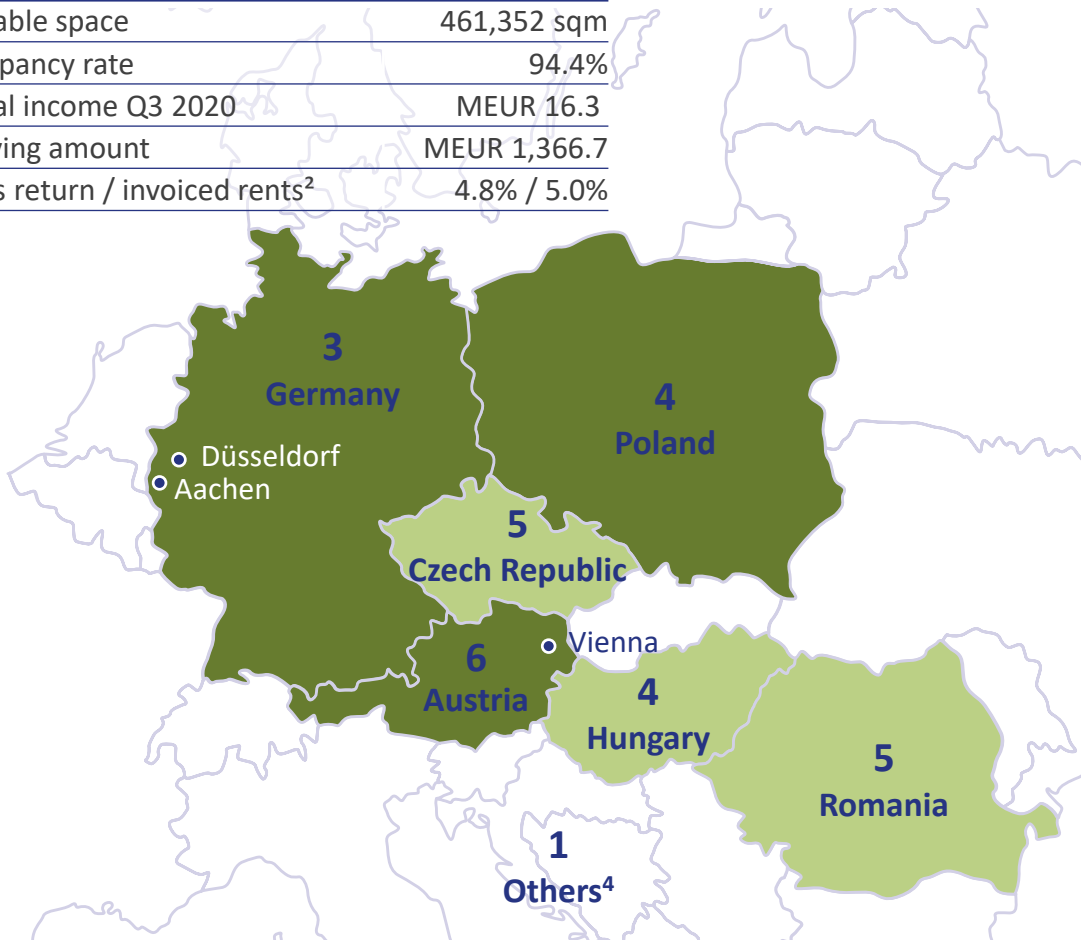 able space 461,352 sqm
pancy rate 94.4%
al income Q3 2020 MEUR 16.3
ing amount MEUR 1,366.7
s return / invoiced rents² 4.8% / 5.0%
3
Germany
4
Poland
Düsseldorf
Aachen
5
Czech Republic
Vienna
6
Austria
4
Hungary
5
Romania
1
Others⁴